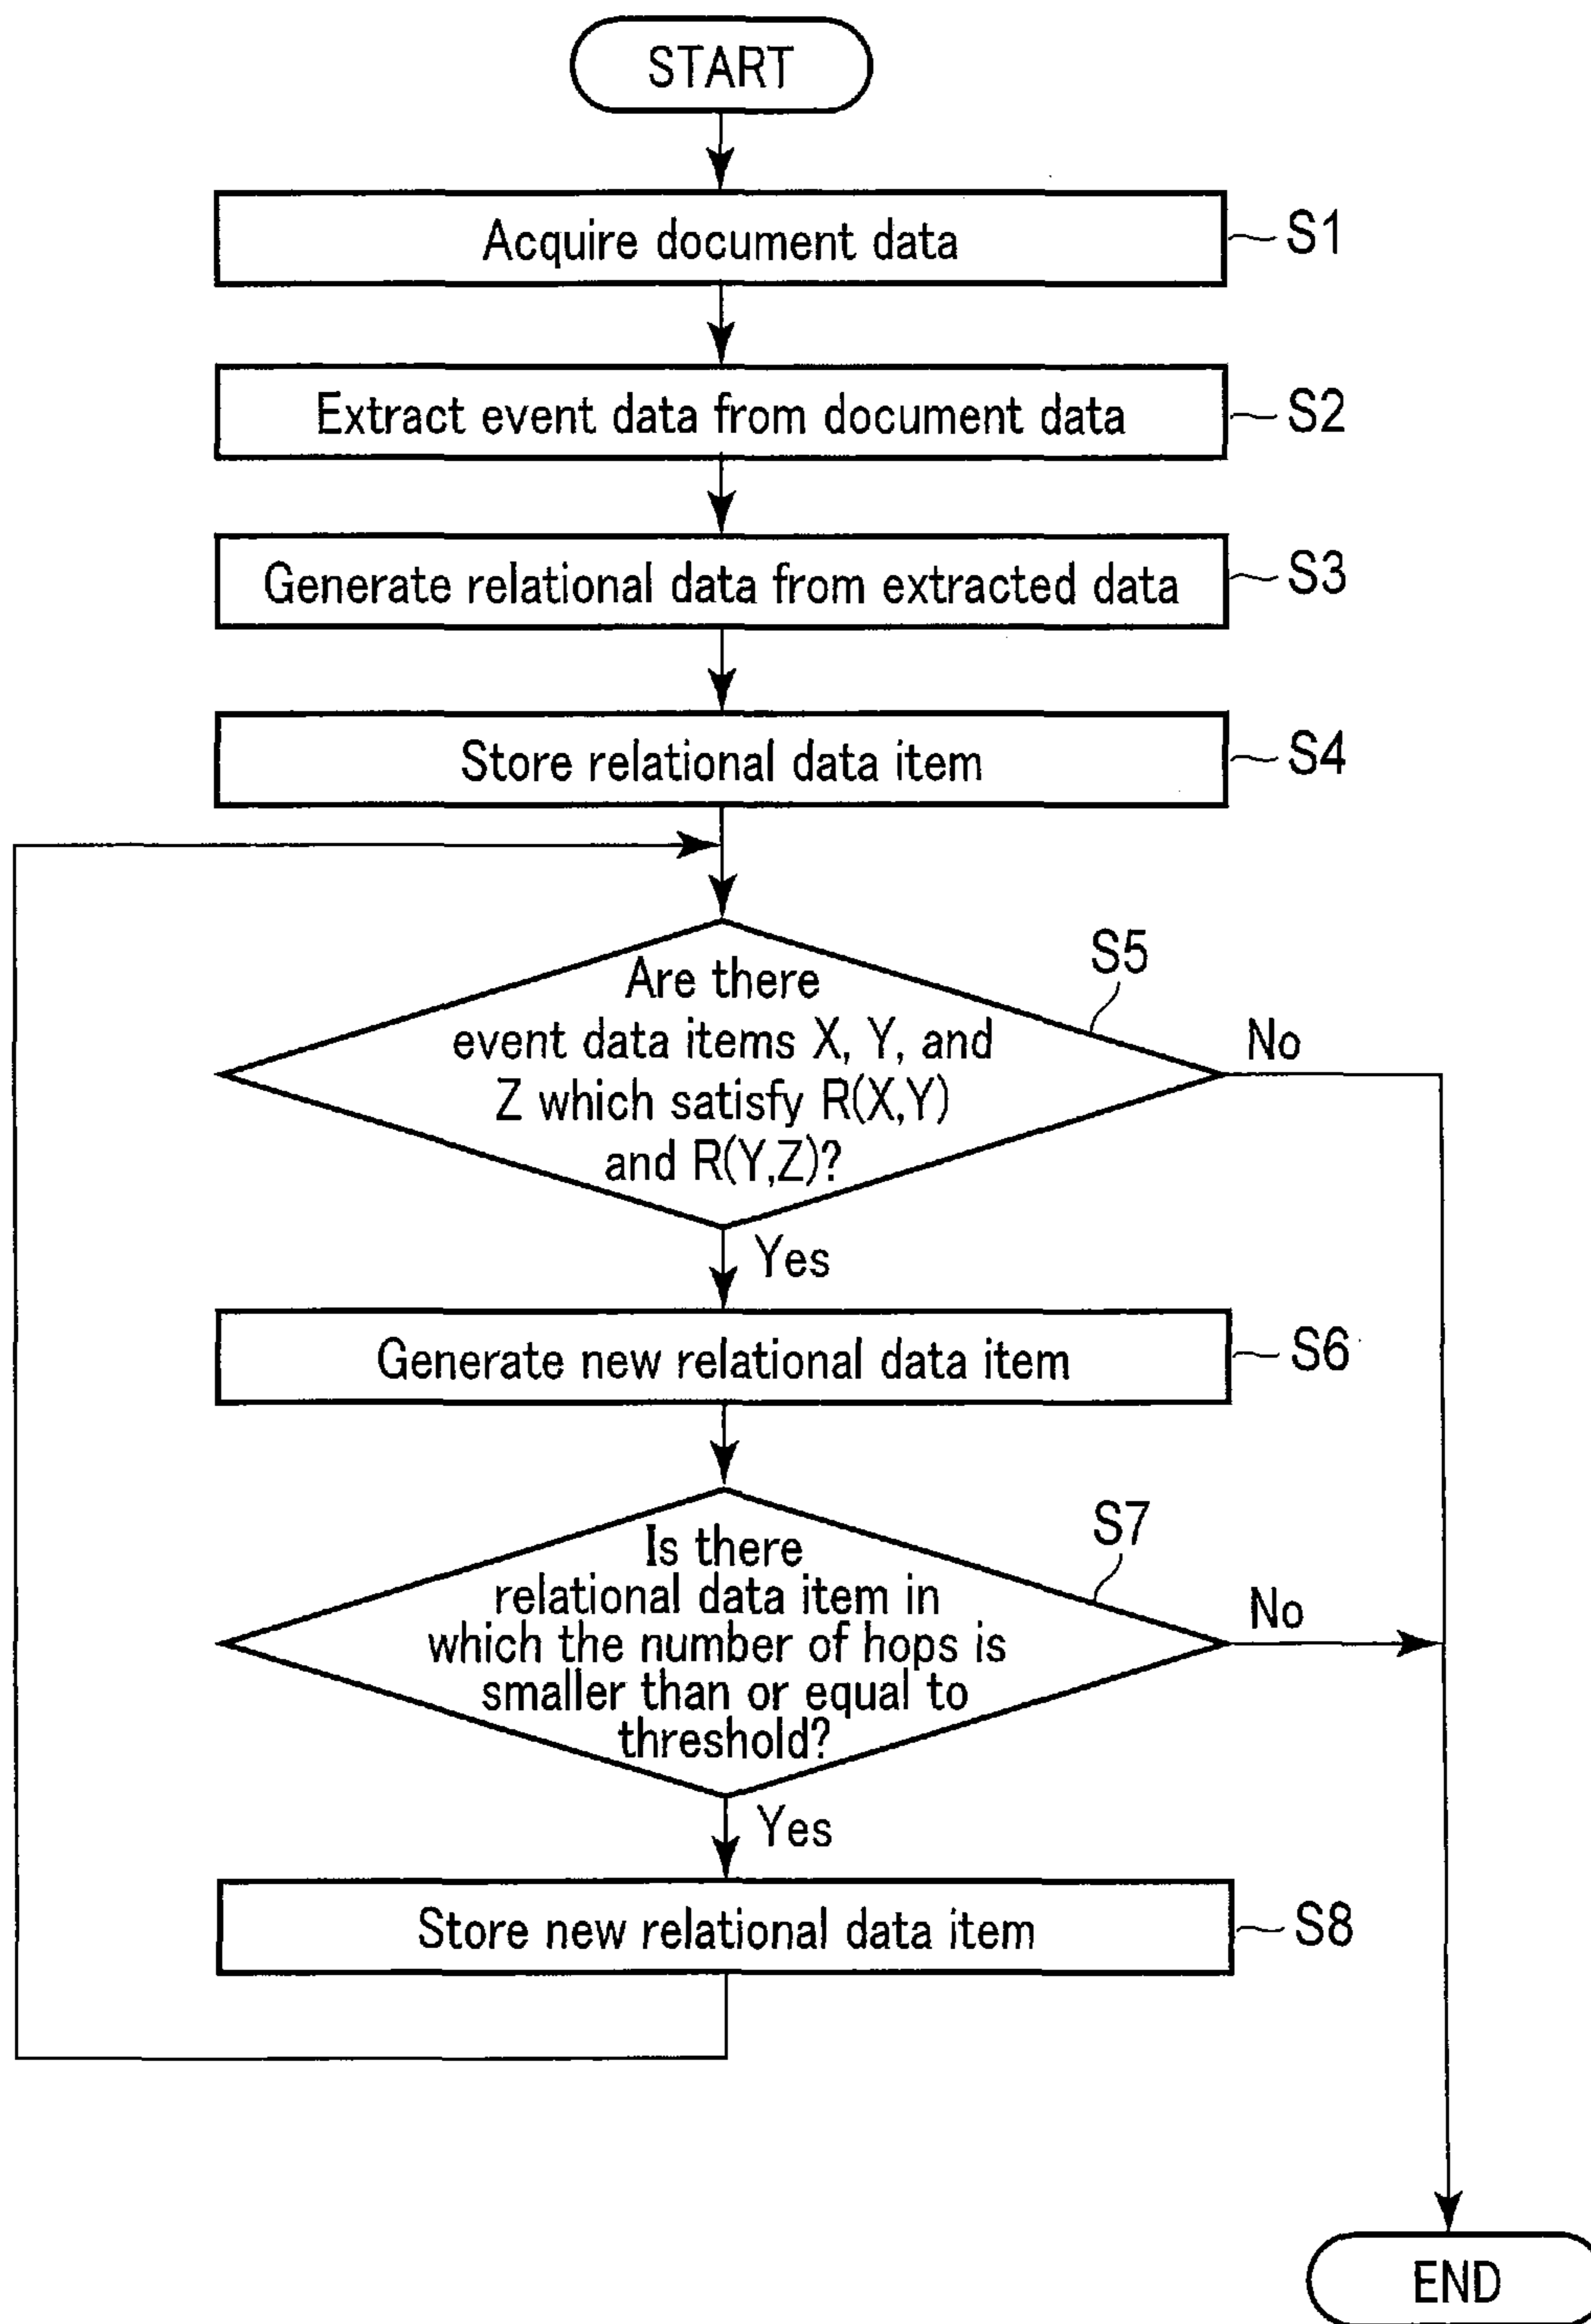 START
Acquire document data
S1
Extract event data from document data
S2
Generate relational data from extracted data
S3
Store relational data item
S4
Are there
event data items X, Y, and
Z which satisfy R(X,Y)
and R(Y,Z)?
S5
No
Yes
Generate new relational data item
S6
Is there
relational data item in
which the number of hops is
smaller than or equal to
threshold?
S7
No
Yes
Store new relational data item
S8
END